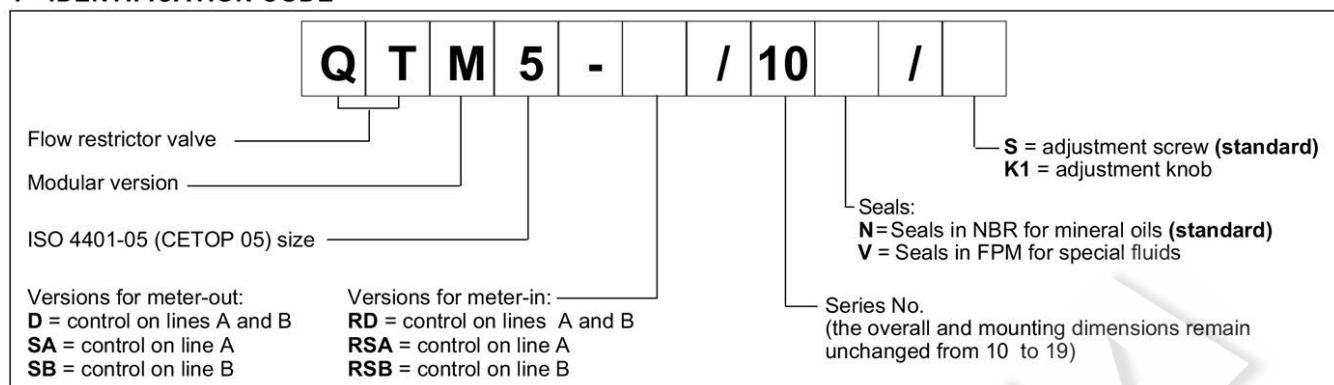 Q T M 5 - / 10 /
Flow restrictor valve
Modular version
ISO 4401-05 (CETOP 05) size
Versions for meter-out:
D = control on lines A and B
SA = control on line A
SB = control on line B
Versions for meter-in:
RD = control on lines A and B
RSA = control on line A
RSB = control on line B
S = adjustment screw (standard)
K1 = adjustment knob
Seals:
N = Seals in NBR for mineral oils (standard)
V = Seals in FPM for special fluids
Series No.
(the overall and mounting dimensions remain
unchanged from 10 to 19)